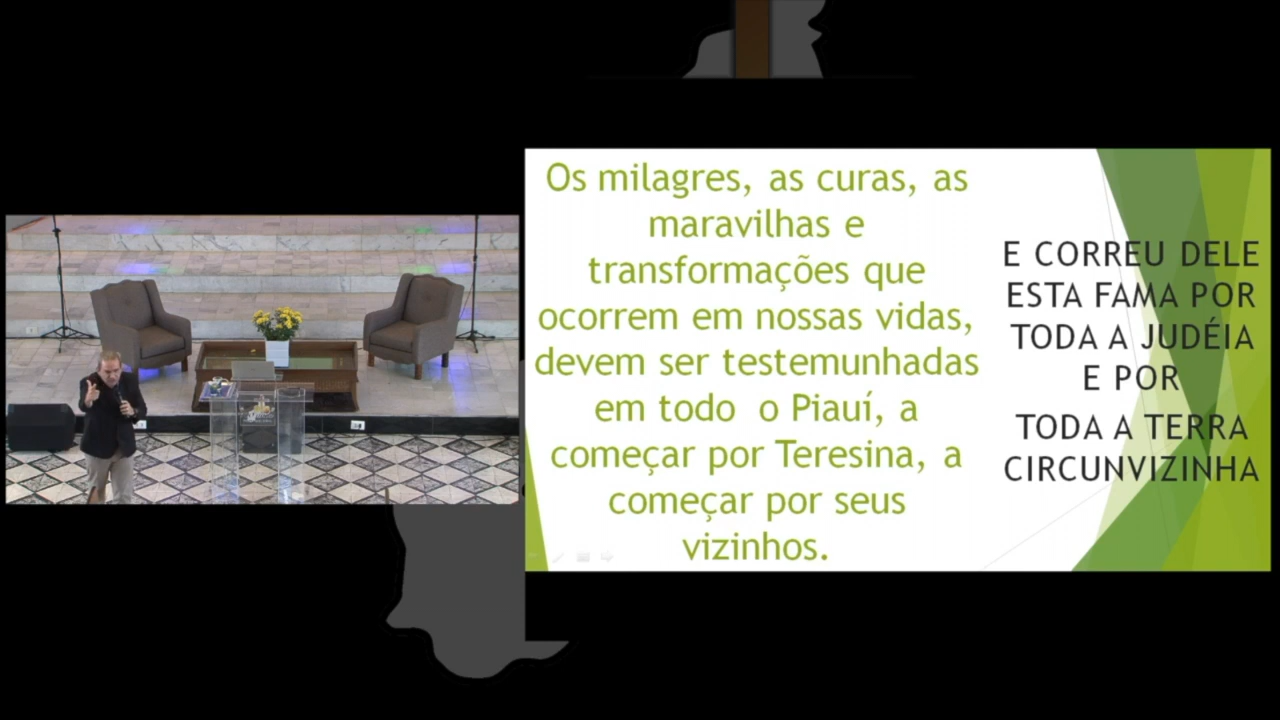 Os milagres, as curas, as
maravilhas e
transformações que
ocorrem em nossas vidas,
devem ser testemunhadas
em todo o Piauí, a
começar por Teresina, a
começar por seus
vizinhos.
E CORREU DELE
ESTA FAMA POR
TODA A JUDÉIA
E POR
TODA A TERRA
CIRCUNVIZINHA